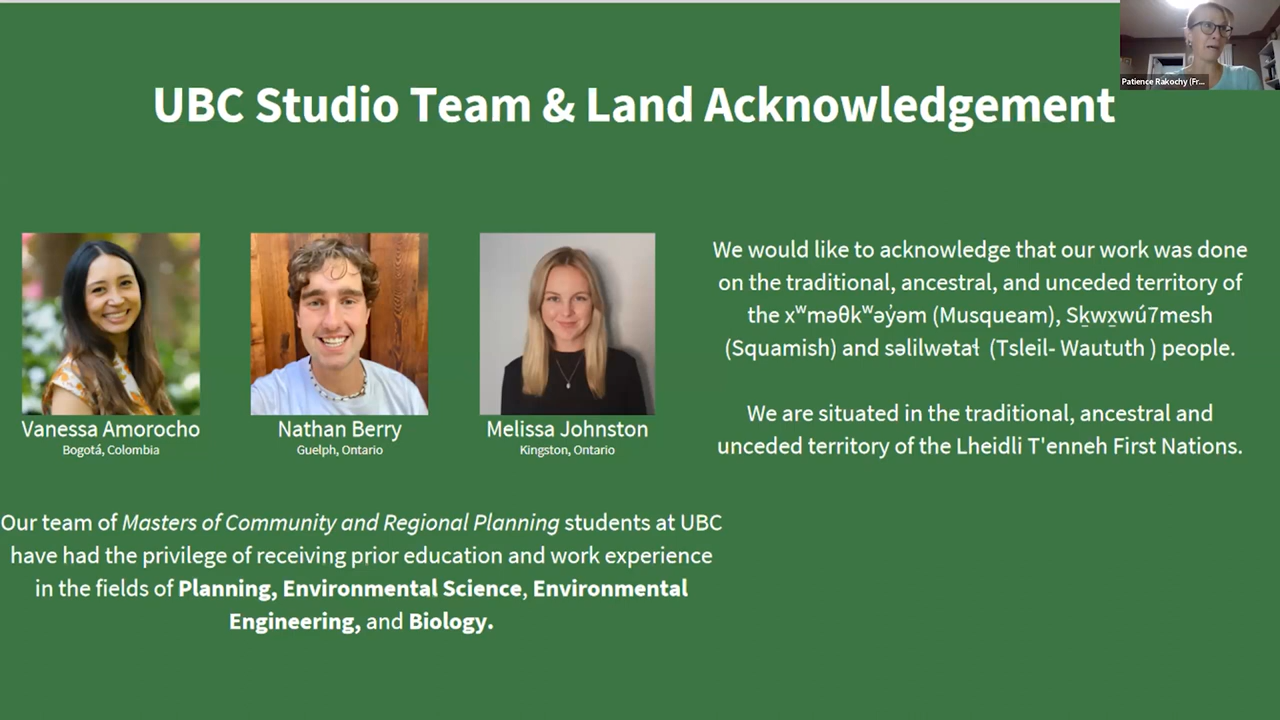 Patience Rakochy (Fr...
UBC Studio Team & Land Acknowledgement
Vanessa Amorocho
Bogotá, Colombia
Nathan Berry
Guelph, Ontario
Melissa Johnston
Kingston, Ontario
We would like to acknowledge that our work was done
on the traditional, ancestral, and unceded territory of
the xʷməθkʷəy̓əm (Musqueam), Sḵwx̱wú7mesh
(Squamish) and səlilwətaɬ (Tsleil- Waututh ) people.
We are situated in the traditional, ancestral and
unceded territory of the Lheidli T'enneh First Nations.
Our team of Masters of Community and Regional Planning students at UBC
have had the privilege of receiving prior education and work experience
in the fields of Planning, Environmental Science, Environmental
Engineering, and Biology.